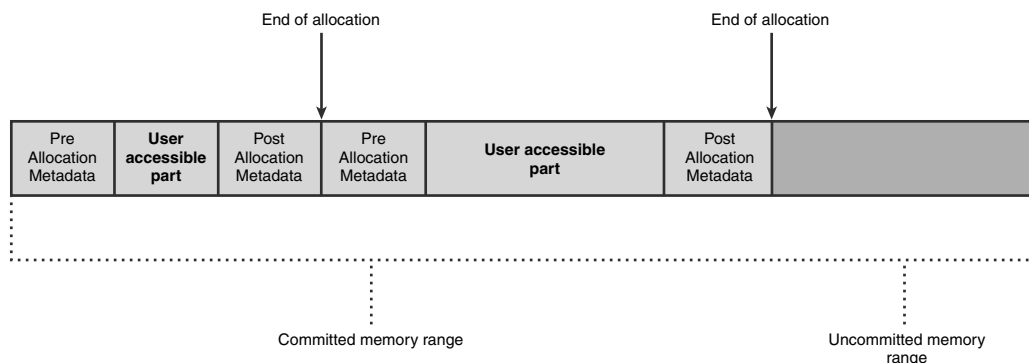 End of allocation
End of allocation
Pre
Allocation
Metadata
User
accessible
part
Post
Allocation
Metadata
Pre
Allocation
Metadata
User accessible
part
Post
Allocation
Metadata
Committed memory range
Uncommitted memory
range